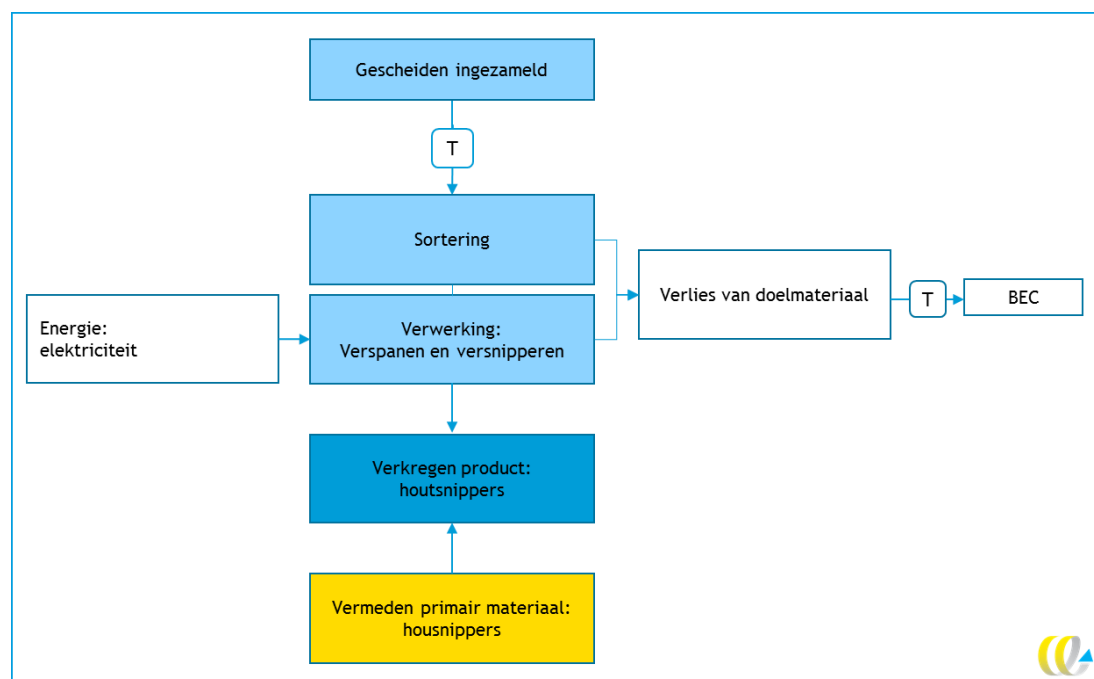 Gescheiden ingezameld
T
Sortering
Verlies van doelmateriaal
T
BEC
Energie:
elektriciteit
Verwerking:
Verspanen en versnipperen
Verkregen product:
houtsnippers
Vermeden primair materiaal:
housnippers